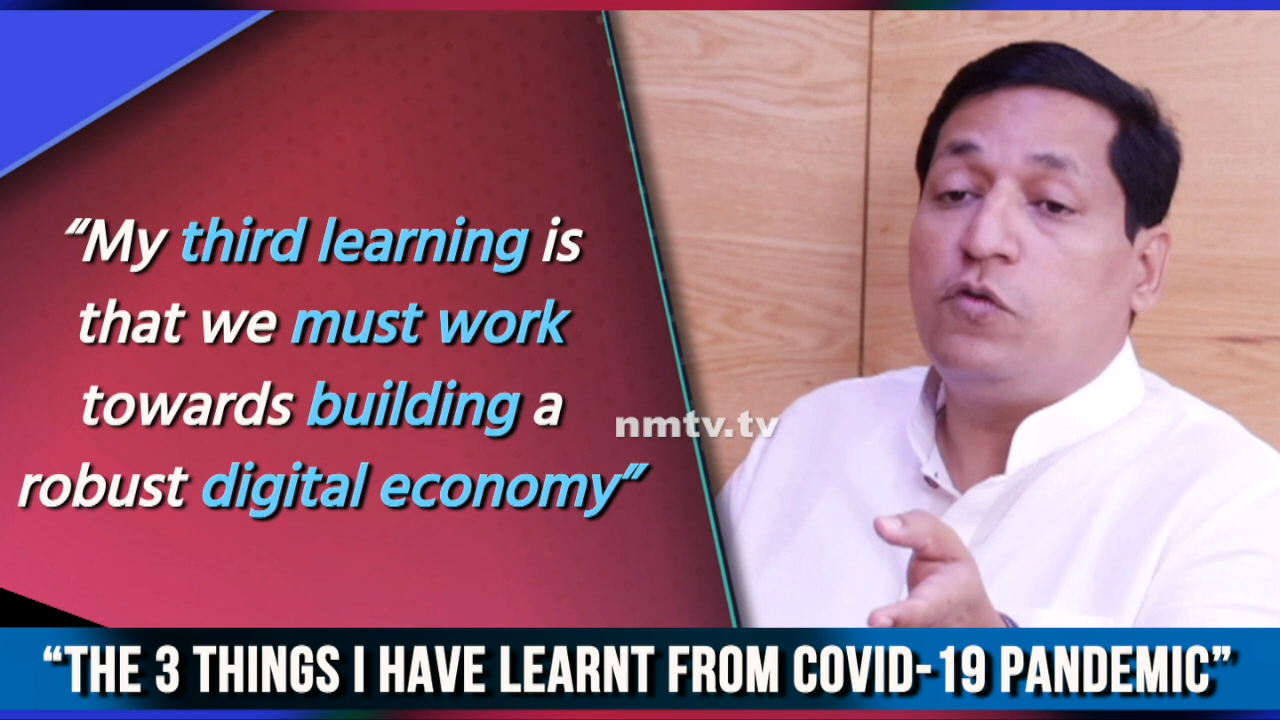 “My third learning is
that we must work
towards building a
robust digital economy”
nmtv.tv
“THE 3 THINGS I HAVE LEARNT FROM COVID-19 PANDEMIC”